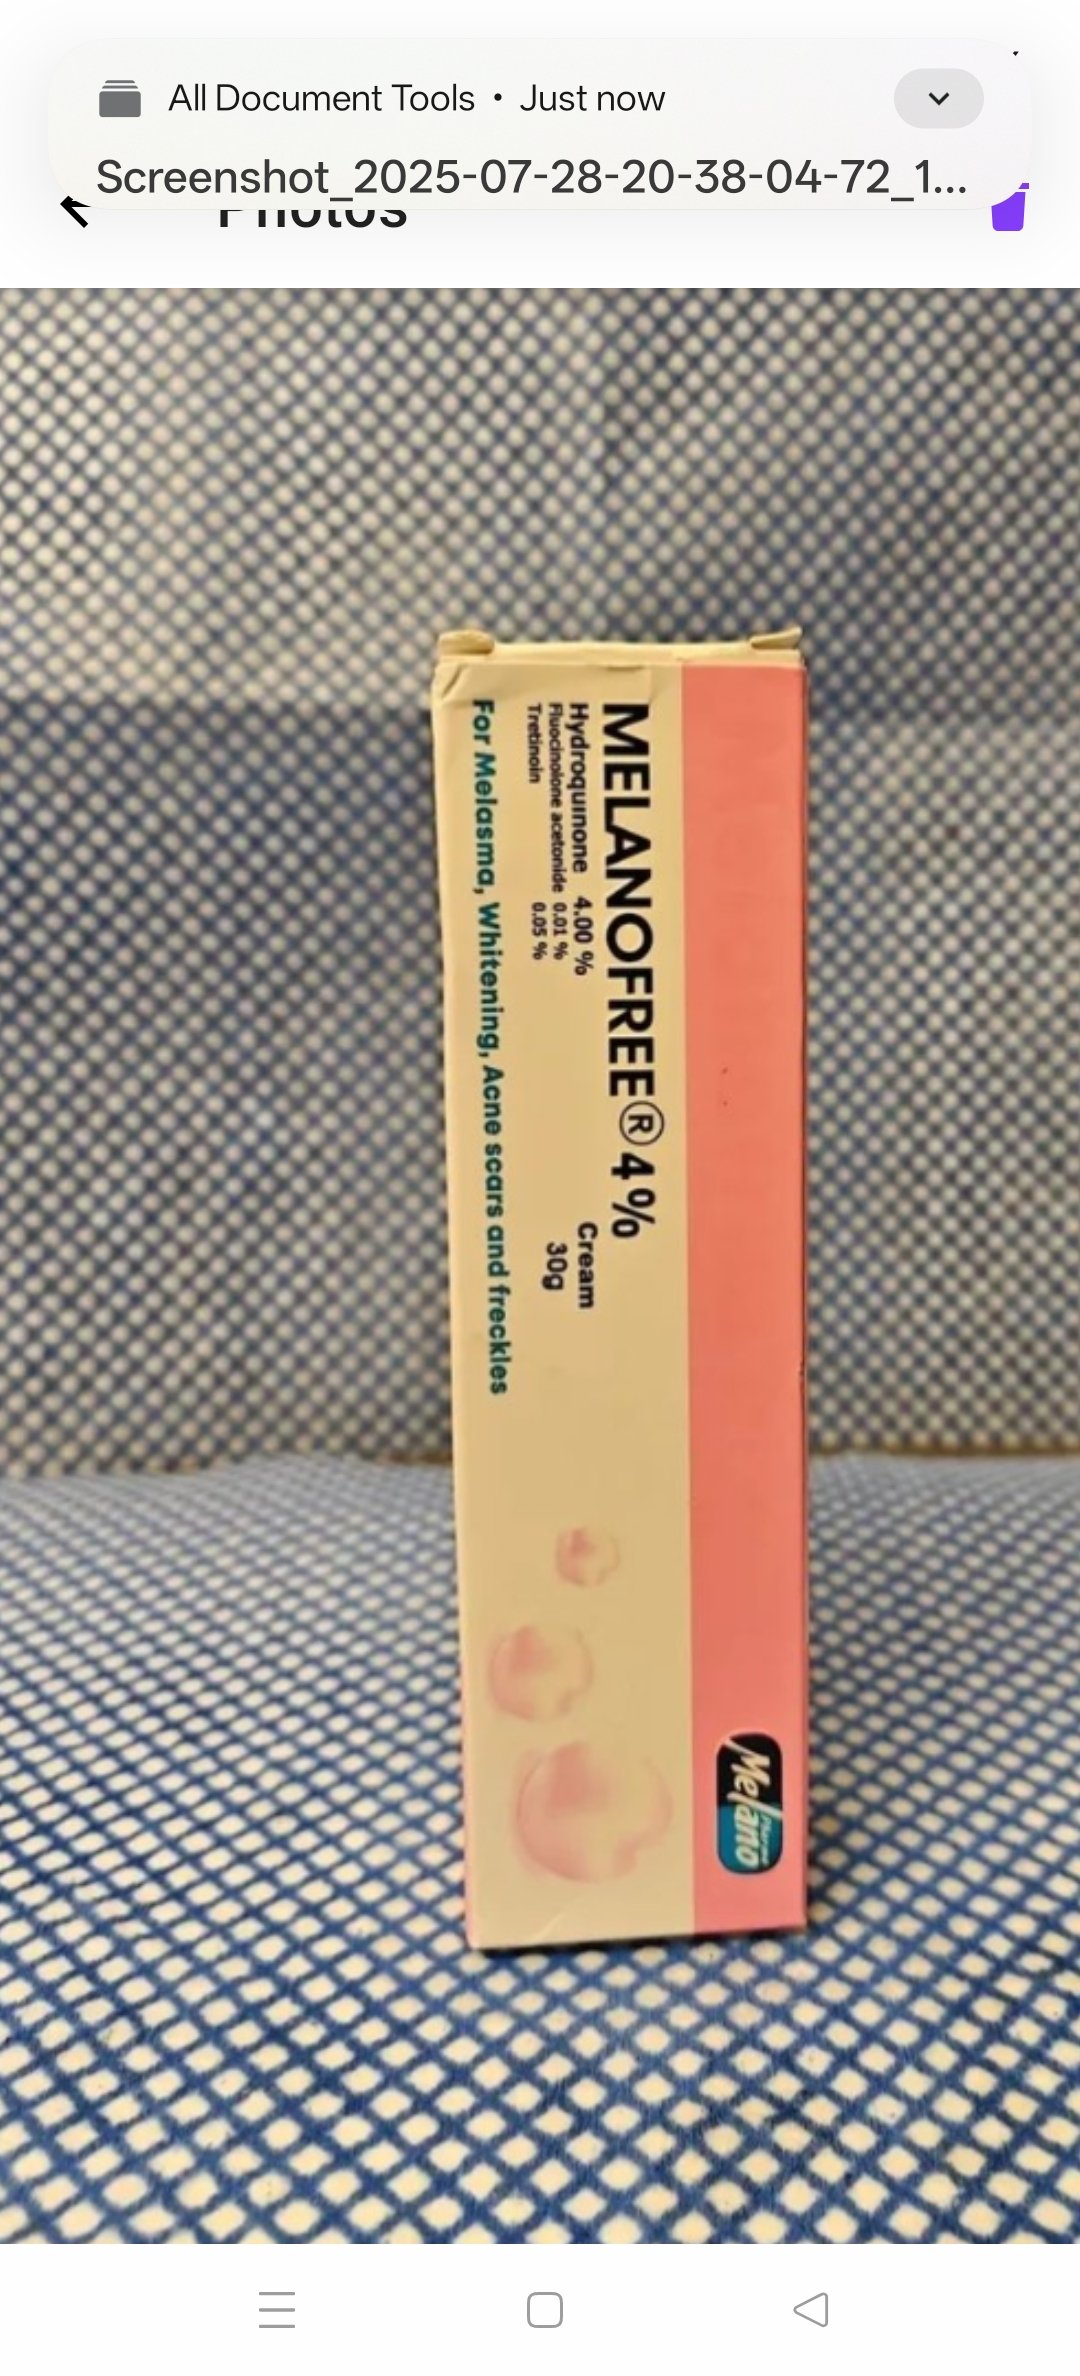 All Document Tools • Just now
Screenshot_2025-07-28-20-38-04-72_1...
Photos
MELANOFREE® 4%
Hydroquinone 4.00 %
Fluocinolone acetonide 0.01 %
Tretinoin 0.05 %
Cream
30g
For Melasma, Whitening, Acne scars and freckles
Melano